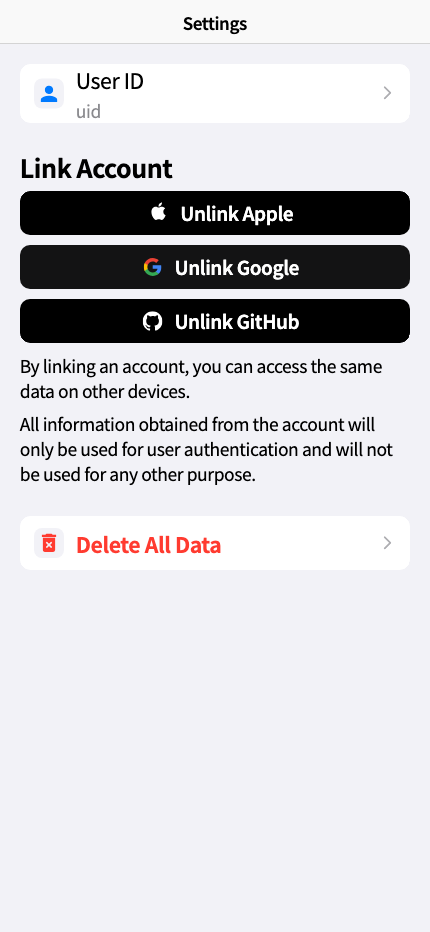 Settings
User ID
uid
Link Account
Unlink Apple
Unlink Google
Unlink GitHub
By linking an account, you can access the same
data on other devices.
All information obtained from the account will
only be used for user authentication and will not
be used for any other purpose.
Delete All Data